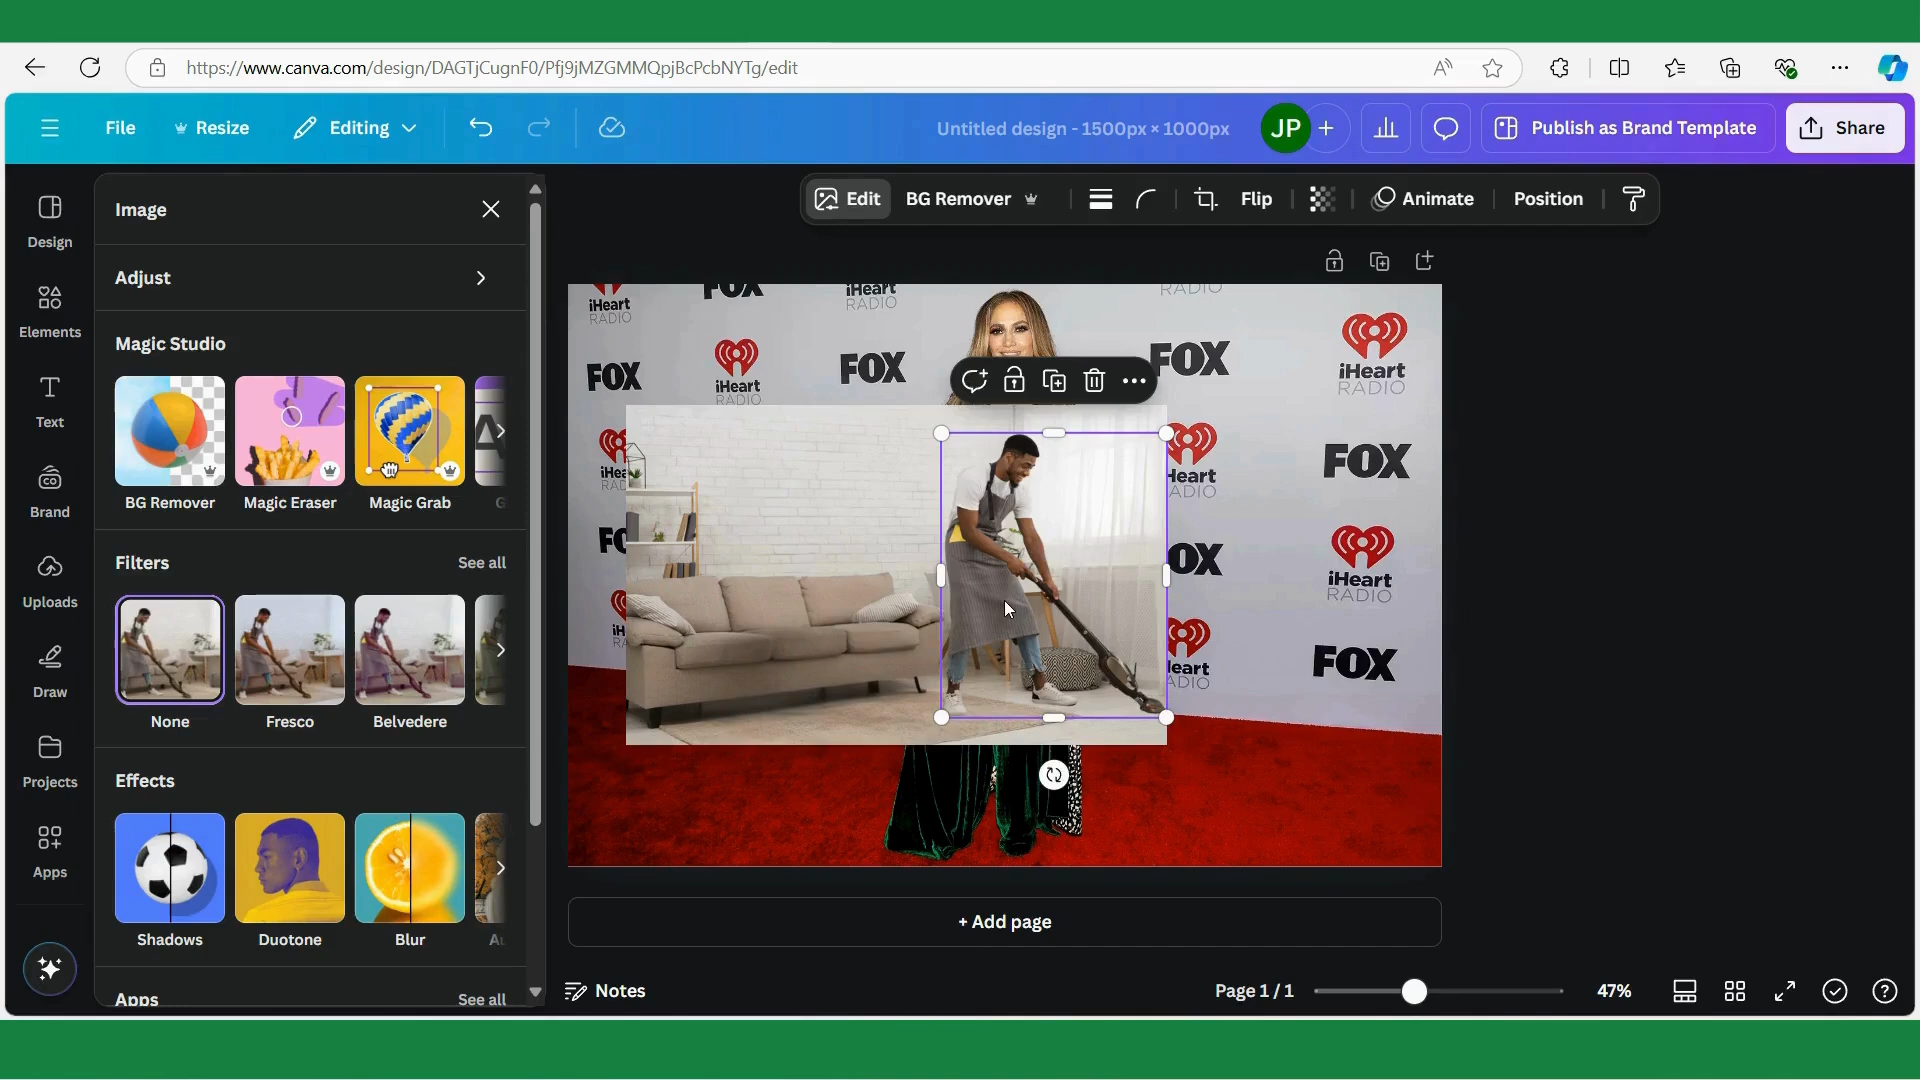 https://www.canva.com/design/DAGTjCugnF0/Pfj9jMZGMMQpjBcPcbNYTg/edit
File
Resize
Editing
Untitled design - 1500px × 1000px
JP
Publish as Brand Template
Share
Design
Elements
Text
Brand
Uploads
Draw
Projects
Apps
Image
Adjust
Magic Studio
BG Remover
Magic Eraser
Magic Grab
Filters
See all
None
Fresco
Belvedere
Effects
Shadows
Duotone
Blur
Apps
See all
Edit
BG Remover
Flip
Animate
Position
iHeart
RADIO
FOX
iHeart
RADIO
RADIO
FOX
iHeart
RADIO
FOX
FOX
iHeart
RADIO
FOX
iHeart
RADIO
FOX
+ Add page
Notes
Page 1 / 1
47%